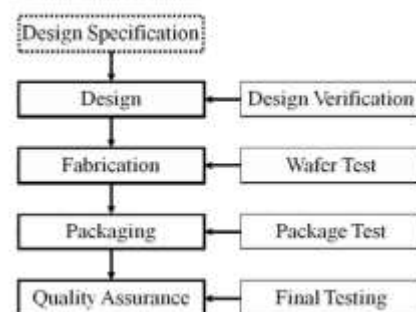 Design Specification
Design
Design Verification
Fabrication
Wafer Test
Packaging
Package Test
Quality Assurance
Final Testing